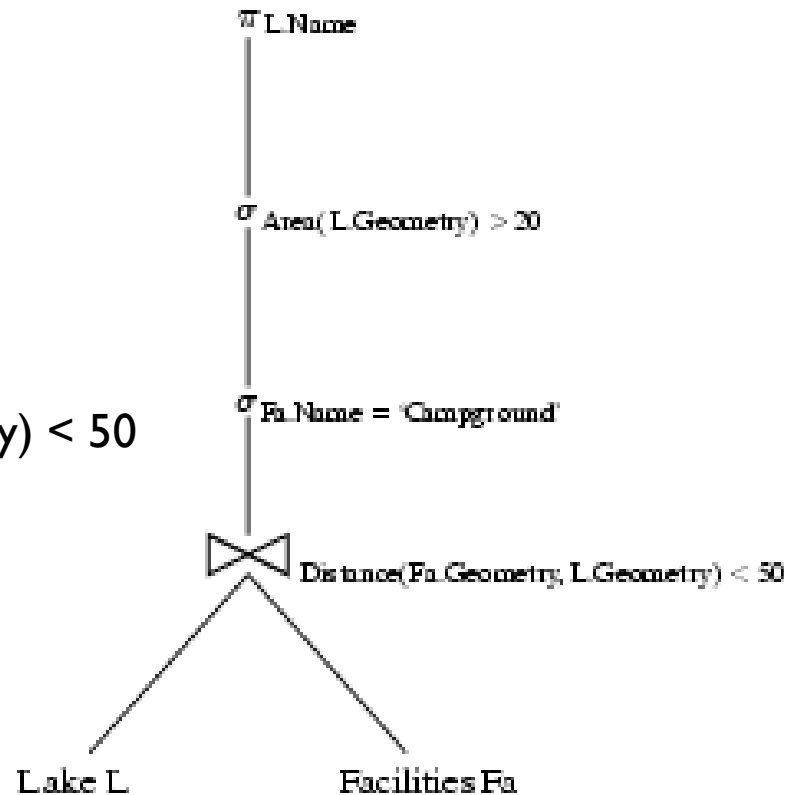 π L.Name
σ Area( L.Geometry) > 20
σ Fa.Name = 'Campground'
y) < 50
Distance(Fa.Geometry, L.Geometry) < 50
Lake L
Facilities Fa